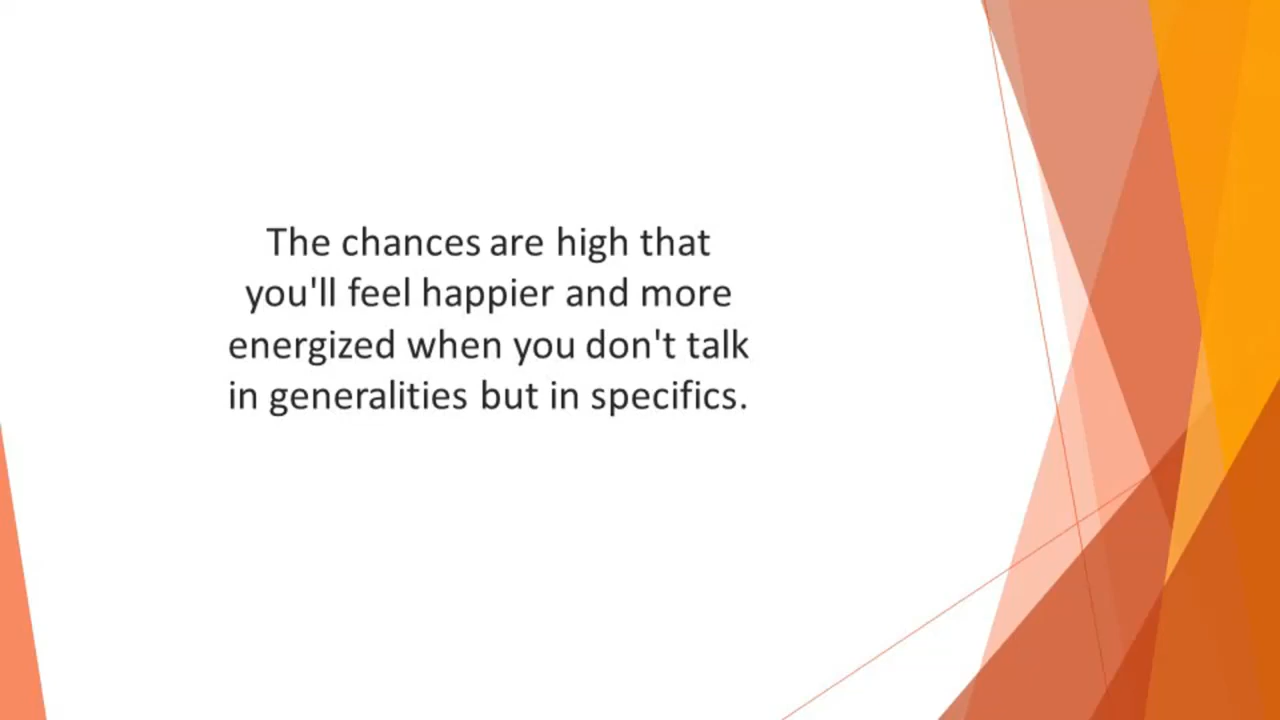 The chances are high that
you'll feel happier and more
energized when you don't talk
in generalities but in specifics.